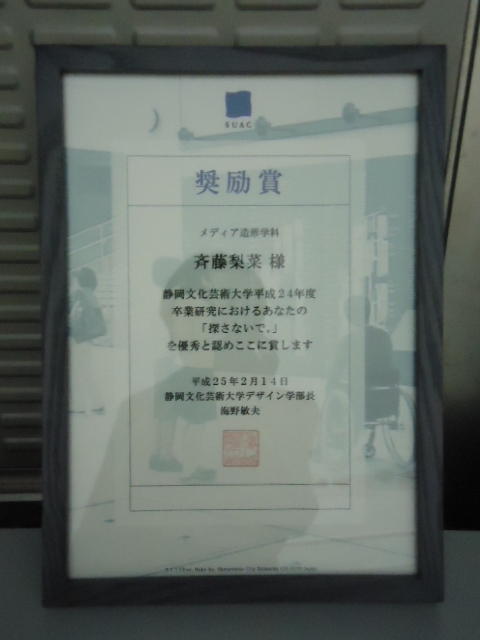 SUAC
奨励賞
メディア造形学科
斉藤梨菜 様
静岡文化芸術大学平成24年度
卒業研究におけるあなたの
「探さないで。」
を優秀と認めここに賞します
平成25年2月14日
静岡文化芸術大学デザイン学部長
海野敏夫